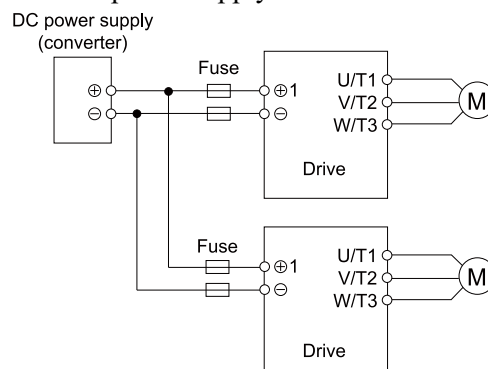 DC power supply
(converter)
Fuse
⊕
⊖
⊕1
⊖
U/T1
V/T2
W/T3
M
Drive
Fuse
⊕1
⊖
U/T1
V/T2
W/T3
M
Drive